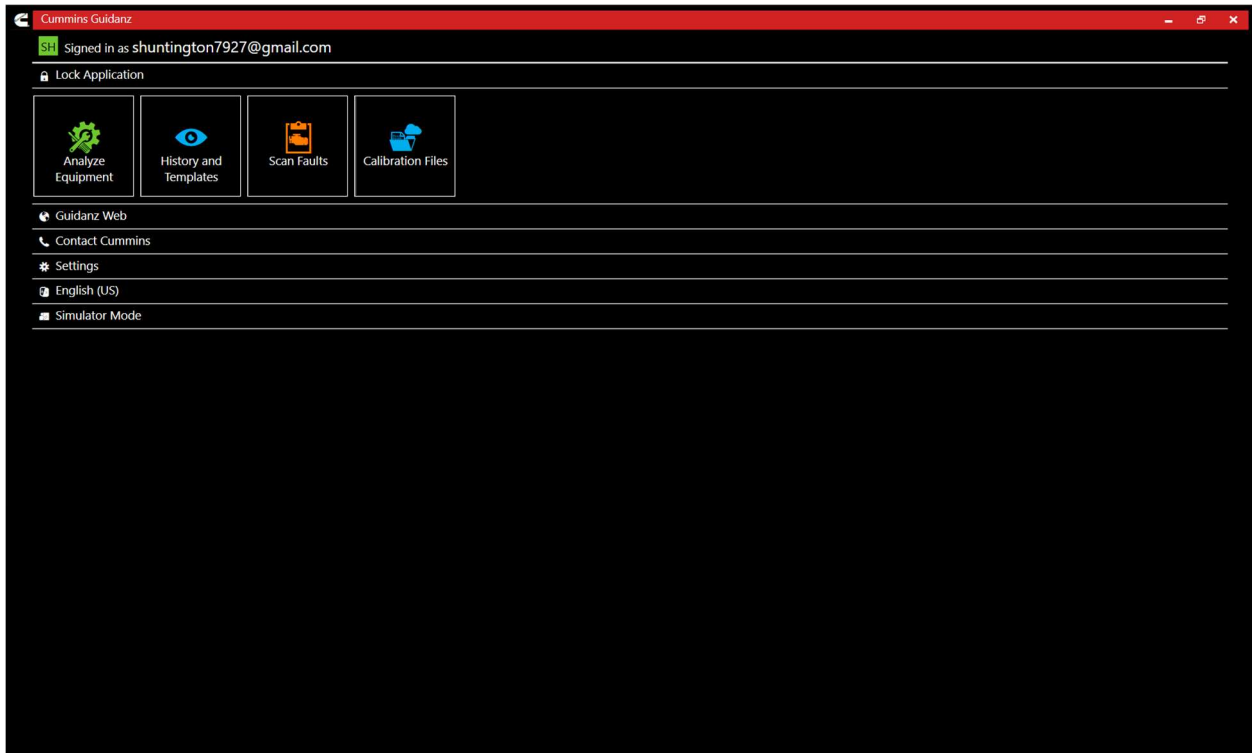 Cummins Guidanz
SH Signed in as shuntington7927@gmail.com
Lock Application
Analyze
Equipment
History and
Templates
Scan Faults
Calibration Files
Guidanz Web
Contact Cummins
Settings
English (US)
Simulator Mode